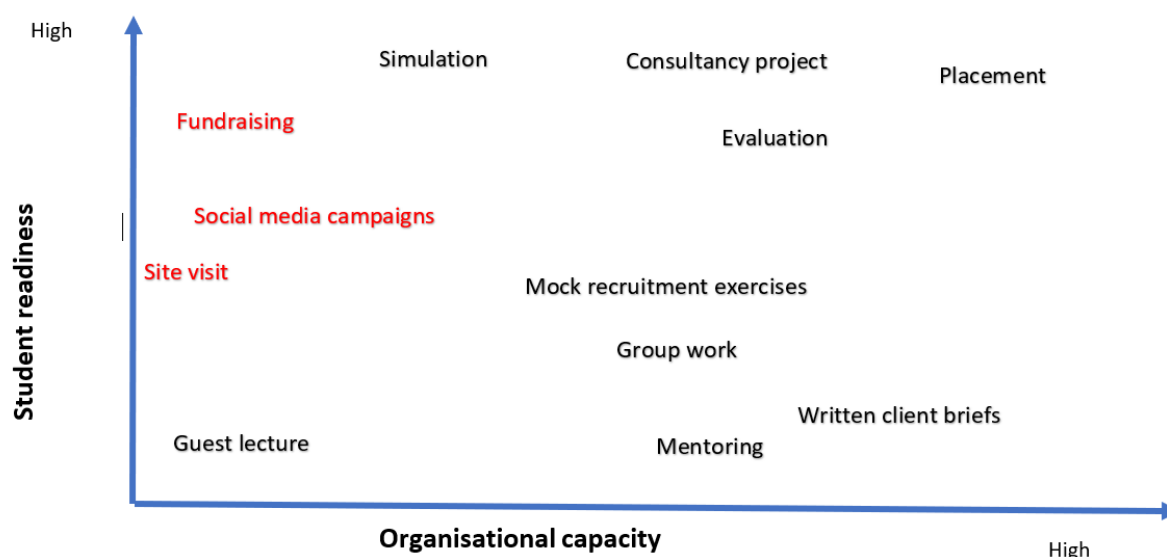 High
Simulation
Consultancy project
Placement
Fundraising
Evaluation
Social media campaigns
Site visit
Mock recruitment exercises
Group work
Written client briefs
Guest lecture
Mentoring
Student readiness
Organisational capacity
High